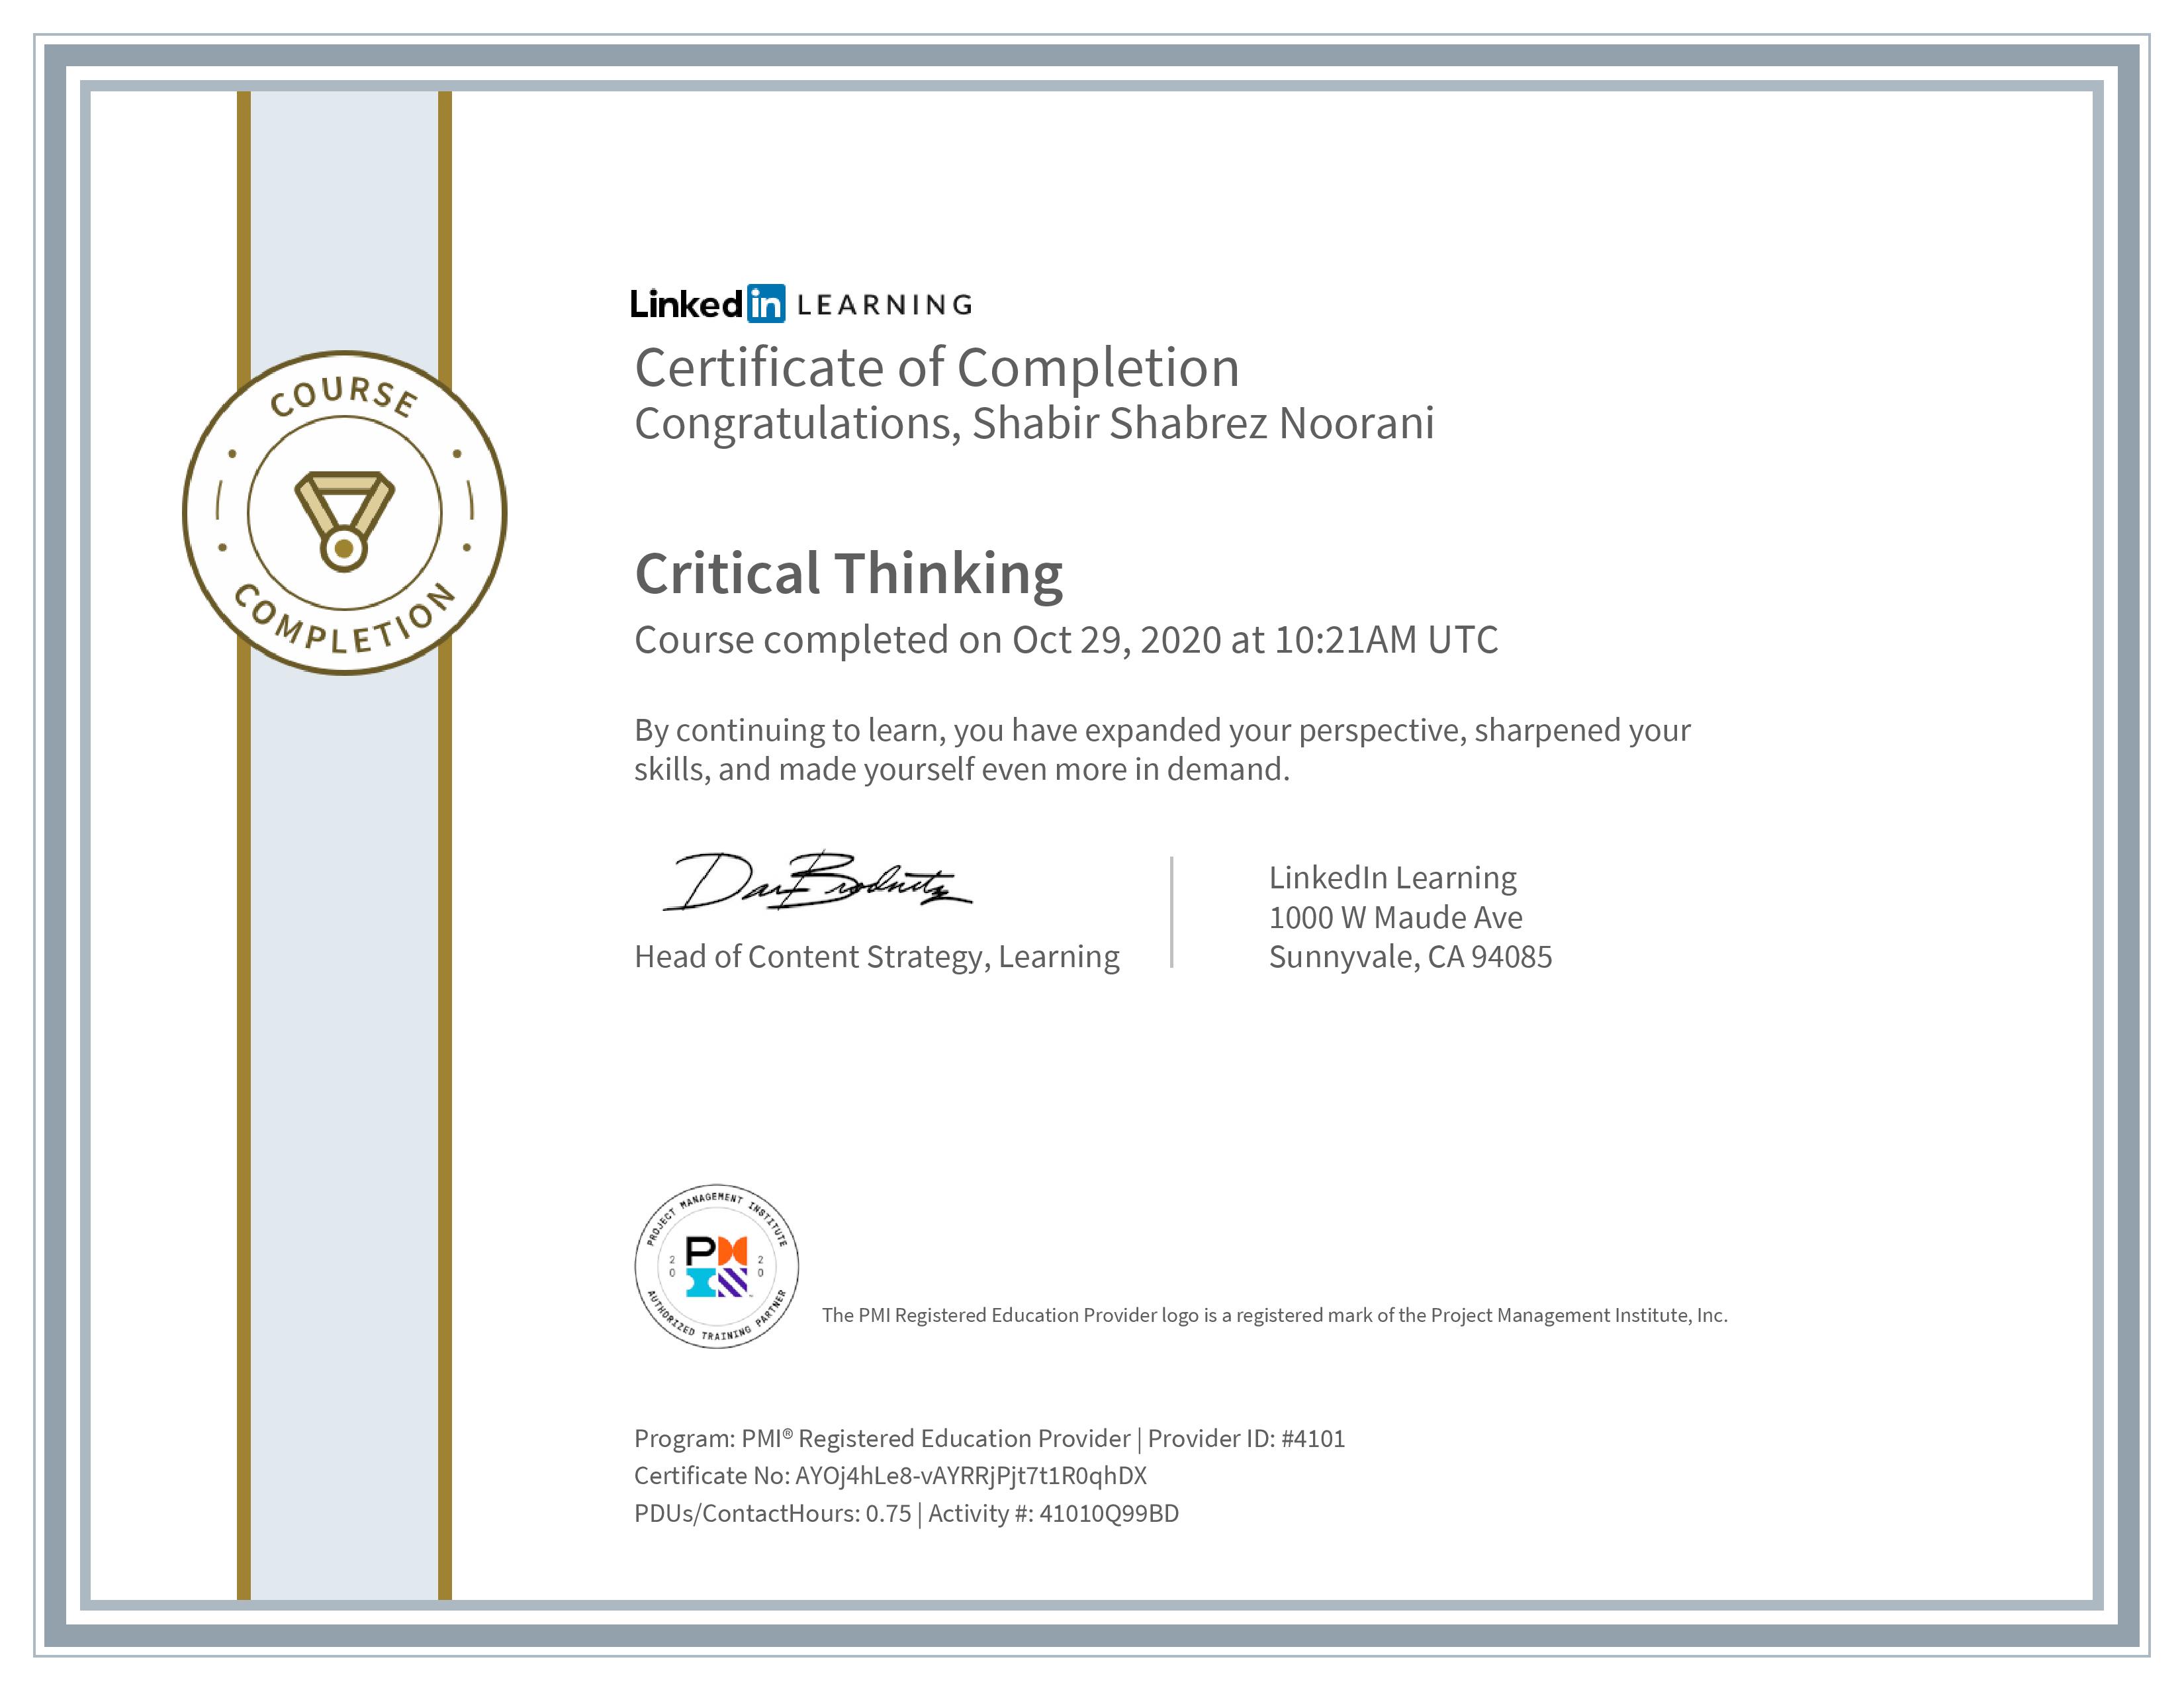 LinkedIn LEARNING
Certificate of Completion
Congratulations, Shabir Shabrez Noorani
COURSE
COMPLETION
Critical Thinking
Course completed on Oct 29, 2020 at 10:21AM UTC
By continuing to learn, you have expanded your perspective, sharpened your
skills, and made yourself even more in demand.
Dan Brodnitz
Head of Content Strategy, Learning
LinkedIn Learning
1000 W Maude Ave
Sunnyvale, CA 94085
PROJECT MANAGEMENT INSTITUTE
20 20
PM
AUTHORIZED TRAINING PARTNER
The PMI Registered Education Provider logo is a registered mark of the Project Management Institute, Inc.
Program: PMI® Registered Education Provider | Provider ID: #4101
Certificate No: AYOj4hLe8-vAYRRjPjt7t1R0qhDX
PDUs/ContactHours: 0.75 | Activity #: 41010Q99BD